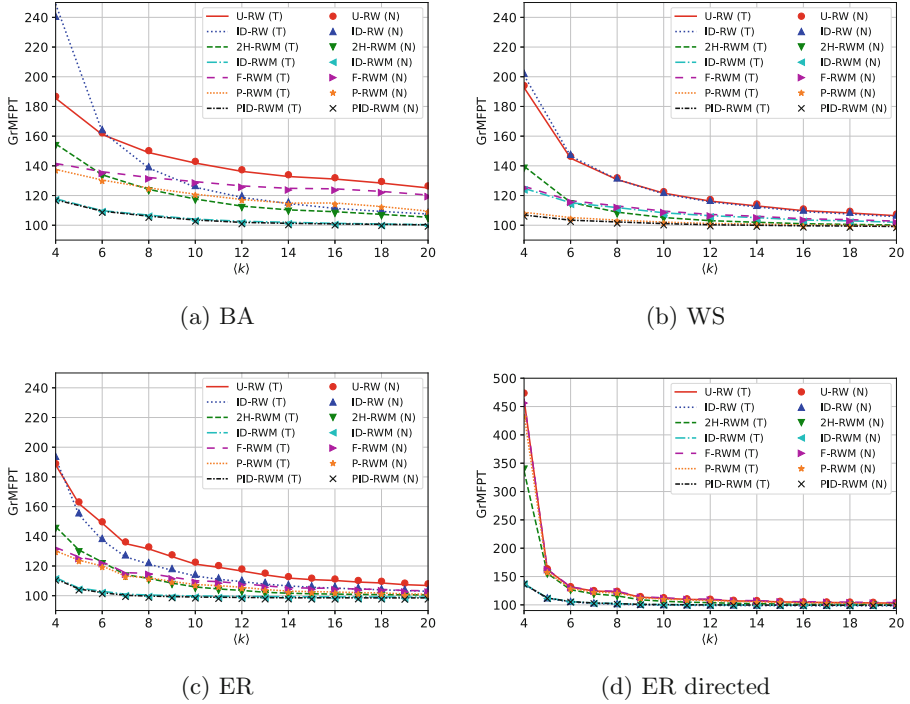 240
220
200
180
160
140
120
100
GrMFPT
4 6 8 10 12 14 16 18 20
⟨k⟩
U-RW (T) U-RW (N)
ID-RW (T) ID-RW (N)
2H-RWM (T) 2H-RWM (N)
ID-RWM (T) ID-RWM (N)
F-RWM (T) F-RWM (N)
P-RWM (T) P-RWM (N)
PID-RWM (T) PID-RWM (N)
(a) BA
240
220
200
180
160
140
120
100
GrMFPT
4 6 8 10 12 14 16 18 20
⟨k⟩
U-RW (T) U-RW (N)
ID-RW (T) ID-RW (N)
2H-RWM (T) 2H-RWM (N)
ID-RWM (T) ID-RWM (N)
F-RWM (T) F-RWM (N)
P-RWM (T) P-RWM (N)
PID-RWM (T) PID-RWM (N)
(b) WS
240
220
200
180
160
140
120
100
GrMFPT
4 6 8 10 12 14 16 18 20
⟨k⟩
U-RW (T) U-RW (N)
ID-RW (T) ID-RW (N)
2H-RWM (T) 2H-RWM (N)
ID-RWM (T) ID-RWM (N)
F-RWM (T) F-RWM (N)
P-RWM (T) P-RWM (N)
PID-RWM (T) PID-RWM (N)
(c) ER
500
450
400
350
300
250
200
150
100
GrMFPT
4 6 8 10 12 14 16 18 20
⟨k⟩
U-RW (T) U-RW (N)
ID-RW (T) ID-RW (N)
2H-RWM (T) 2H-RWM (N)
ID-RWM (T) ID-RWM (N)
F-RWM (T) F-RWM (N)
P-RWM (T) P-RWM (N)
PID-RWM (T) PID-RWM (N)
(d) ER directed